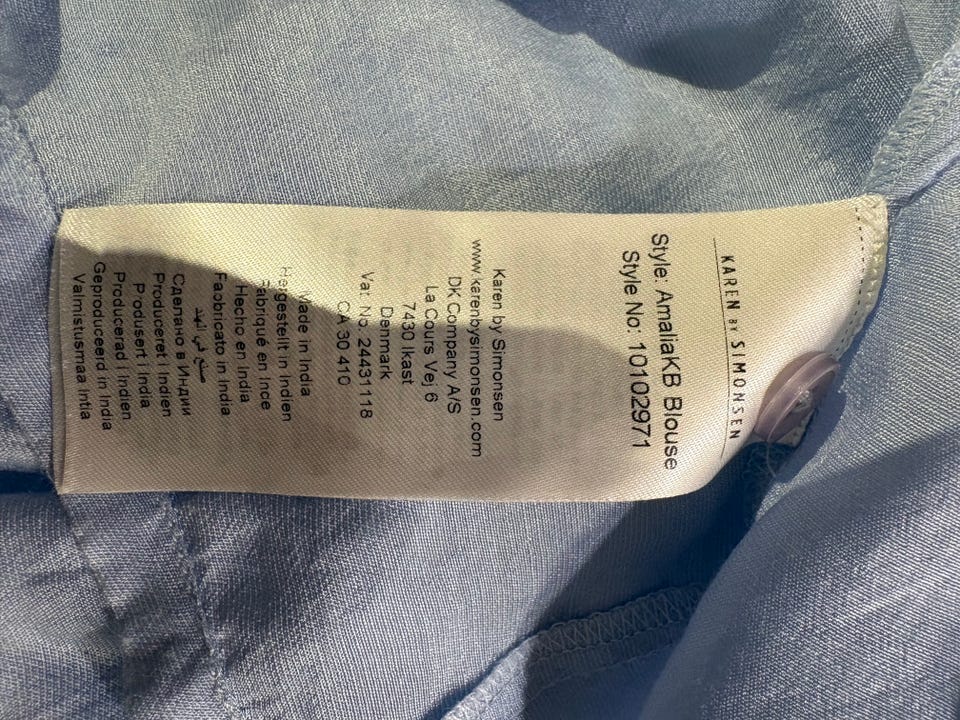 KAREN BY SIMONSEN
Style: AmaliaKB Blouse
Style No: 10102971
Karen by Simonsen
www.karenbysimonsen.com
DK Company A/S
La Cours Vej 6
7430 Ikast
Denmark
Vat. No. 24431118
CA 30 410
Made in India
Hergestellt in Indien
Fabriqué en Ince
Hecho en India
Fabbricato in India
صنع في الهند
Сделано в Индии
Produceret i Indien
Produsert i India
Producerad i Indien
Geproduceerd in India
Valmistusmaa Intia